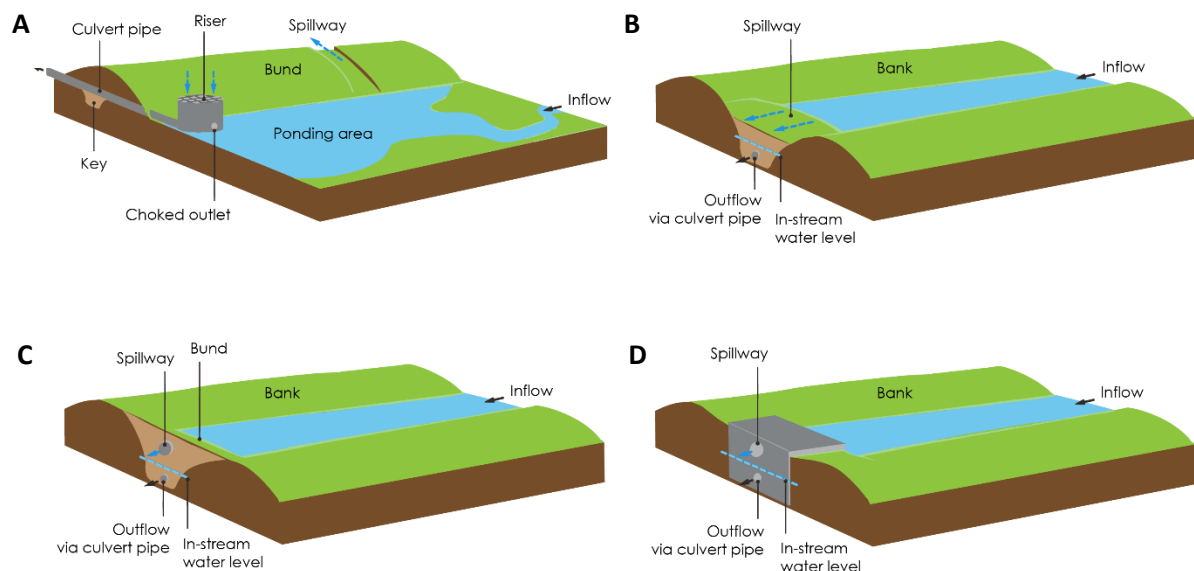 A
Culvert pipe
Riser
Spillway
Bund
Inflow
Ponding area
Key
Choked outlet
B
Spillway
Bank
Inflow
Outflow
via culvert pipe
In-stream
water level
C
Spillway
Bund
Bank
Inflow
Outflow
via culvert pipe
In-stream
water level
D
Spillway
Bank
Inflow
Outflow
via culvert pipe
In-stream
water level